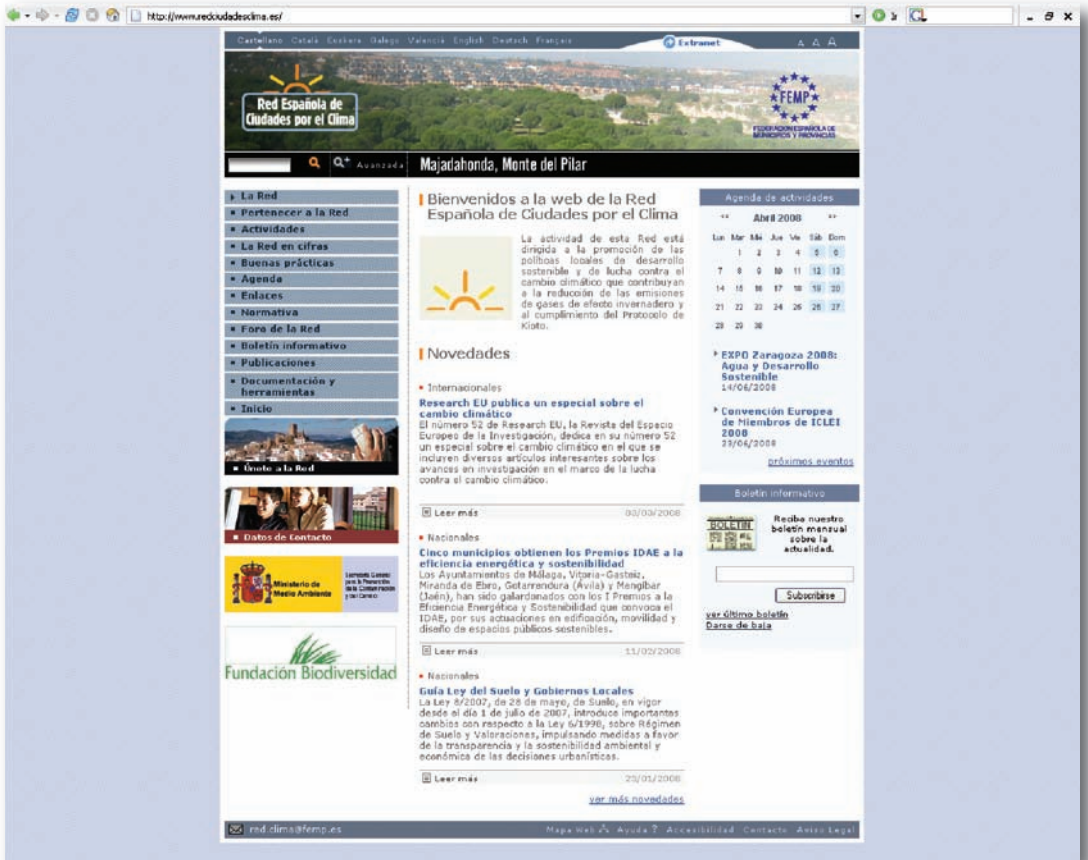 http://www.redciudadesclima.es/
Castellano Català Euskera Galego Valencià English Deutsch Français
Extranet
A A A
Red Española de
Ciudades por el Clima
FEMP
FEDERACION ESPAÑOLA DE
MUNICIPIOS Y PROVINCIAS
Avanzada
Majadahonda, Monte del Pilar
La Red
Pertenecer a la Red
Actividades
La Red en cifras
Buenas prácticas
Agenda
Enlaces
Normativa
Foro de la Red
Boletín informativo
Publicaciones
Documentación y
herramientas
Inicio
Únete a la Red
Datos de Contacto
Ministerio de
Medio Ambiente
Fundación Biodiversidad
Bienvenidos a la web de la Red
Española de Ciudades por el Clima
La actividad de esta Red está
dirigida a la promoción de las
políticas locales de desarrollo
sostenible y de lucha contra el
cambio climático que contribuyan
a la reducción de las emisiones
de gases de efecto invernadero y
al cumplimiento del Protocolo de
Kioto.
Novedades
Internacionales
Research EU publica un especial sobre el
cambio climático
El número 52 de Research EU, la Revista del Espacio
Europeo de la Investigación, dedica en su número 52
un especial sobre el cambio climático en el que se
incluyen diversos artículos interesantes sobre los
avances en investigación en el marco de la lucha
contra el cambio climático.
Leer más 03/03/2008
Nacionales
Cinco municipios obtienen los Premios IDAE a la
eficiencia energética y sostenibilidad
Los Ayuntamientos de Málaga, Vitoria-Gasteiz,
Miranda de Ebro, Gotarrendura (Ávila) y Mengíbar
(Jaén), han sido galardonados con los I Premios a la
Eficiencia Energética y Sostenibilidad que convoca el
IDAE, por sus actuaciones en edificación, movilidad y
diseño de espacios públicos sostenibles.
Leer más 11/02/2008
Nacionales
Guía Ley del Suelo y Gobiernos Locales
La Ley 8/2007, de 28 de mayo, de Suelo, en vigor
desde el día 1 de julio de 2007, introduce importantes
cambios con respecto a la Ley 6/1998, sobre Régimen
de Suelo y Valoraciones, impulsando medidas a favor
de la transparencia y la sostenibilidad ambiental y
económica de las decisiones urbanísticas.
Leer más 23/01/2008
ver más novedades
Agenda de actividades
Abril 2008
Lun Mar Mié Jue Vie Sáb Dom
1 2 3 4 5 6
7 8 9 10 11 12 13
14 15 16 17 18 19 20
21 22 23 24 25 26 27
28 29 30
EXPO Zaragoza 2008:
Agua y Desarrollo
Sostenible
14/06/2008
Convención Europea
de Miembros de ICLEI
2008
23/06/2008
próximos eventos
Boletín informativo
BOLETIN
Reciba nuestro
boletín mensual
sobre la
actualidad.
Subscribirse
ver último boletín
Darse de baja
red.clima@femp.es
Mapa Web Ayuda ? Accesibilidad Contacto Aviso Legal